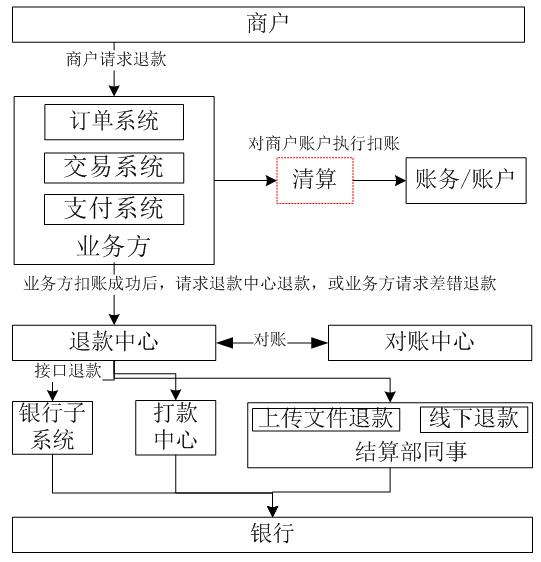 商户
商户请求退款
订单系统
对商户账户执行扣账
交易系统
清算
账务/账户
支付系统
业务方
业务方扣账成功后，请求退款中心退款，或业务方请求差错退款
退款中心
对账
对账中心
接口退款
银行子
系统
打款
中心
上传文件退款
线下退款
结算部同事
银行